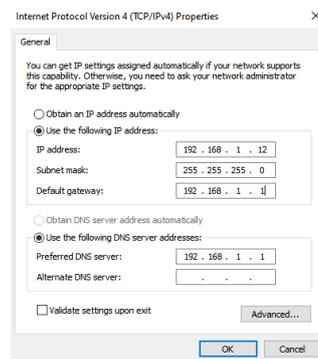 Internet Protocol Version 4 (TCP/IPv4) Properties
General
You can get IP settings assigned automatically if your network supports
this capability. Otherwise, you need to ask your network administrator
for the appropriate IP settings.
Obtain an IP address automatically
Use the following IP address:
IP address: 192 . 168 . 1 . 12
Subnet mask: 255 . 255 . 255 . 0
Default gateway: 192 . 168 . 1 . 1
Obtain DNS server address automatically
Use the following DNS server addresses:
Preferred DNS server: 192 . 168 . 1 . 1
Alternate DNS server: . . .
Validate settings upon exit
Advanced...
OK Cancel